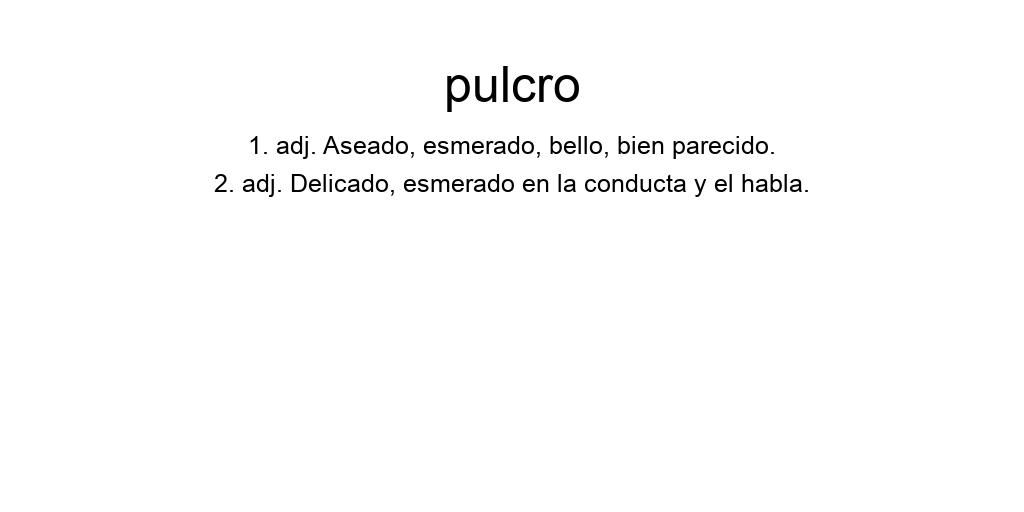 pulcro
1. adj. Aseado, esmerado, bello, bien parecido.
2. adj. Delicado, esmerado en la conducta y el habla.